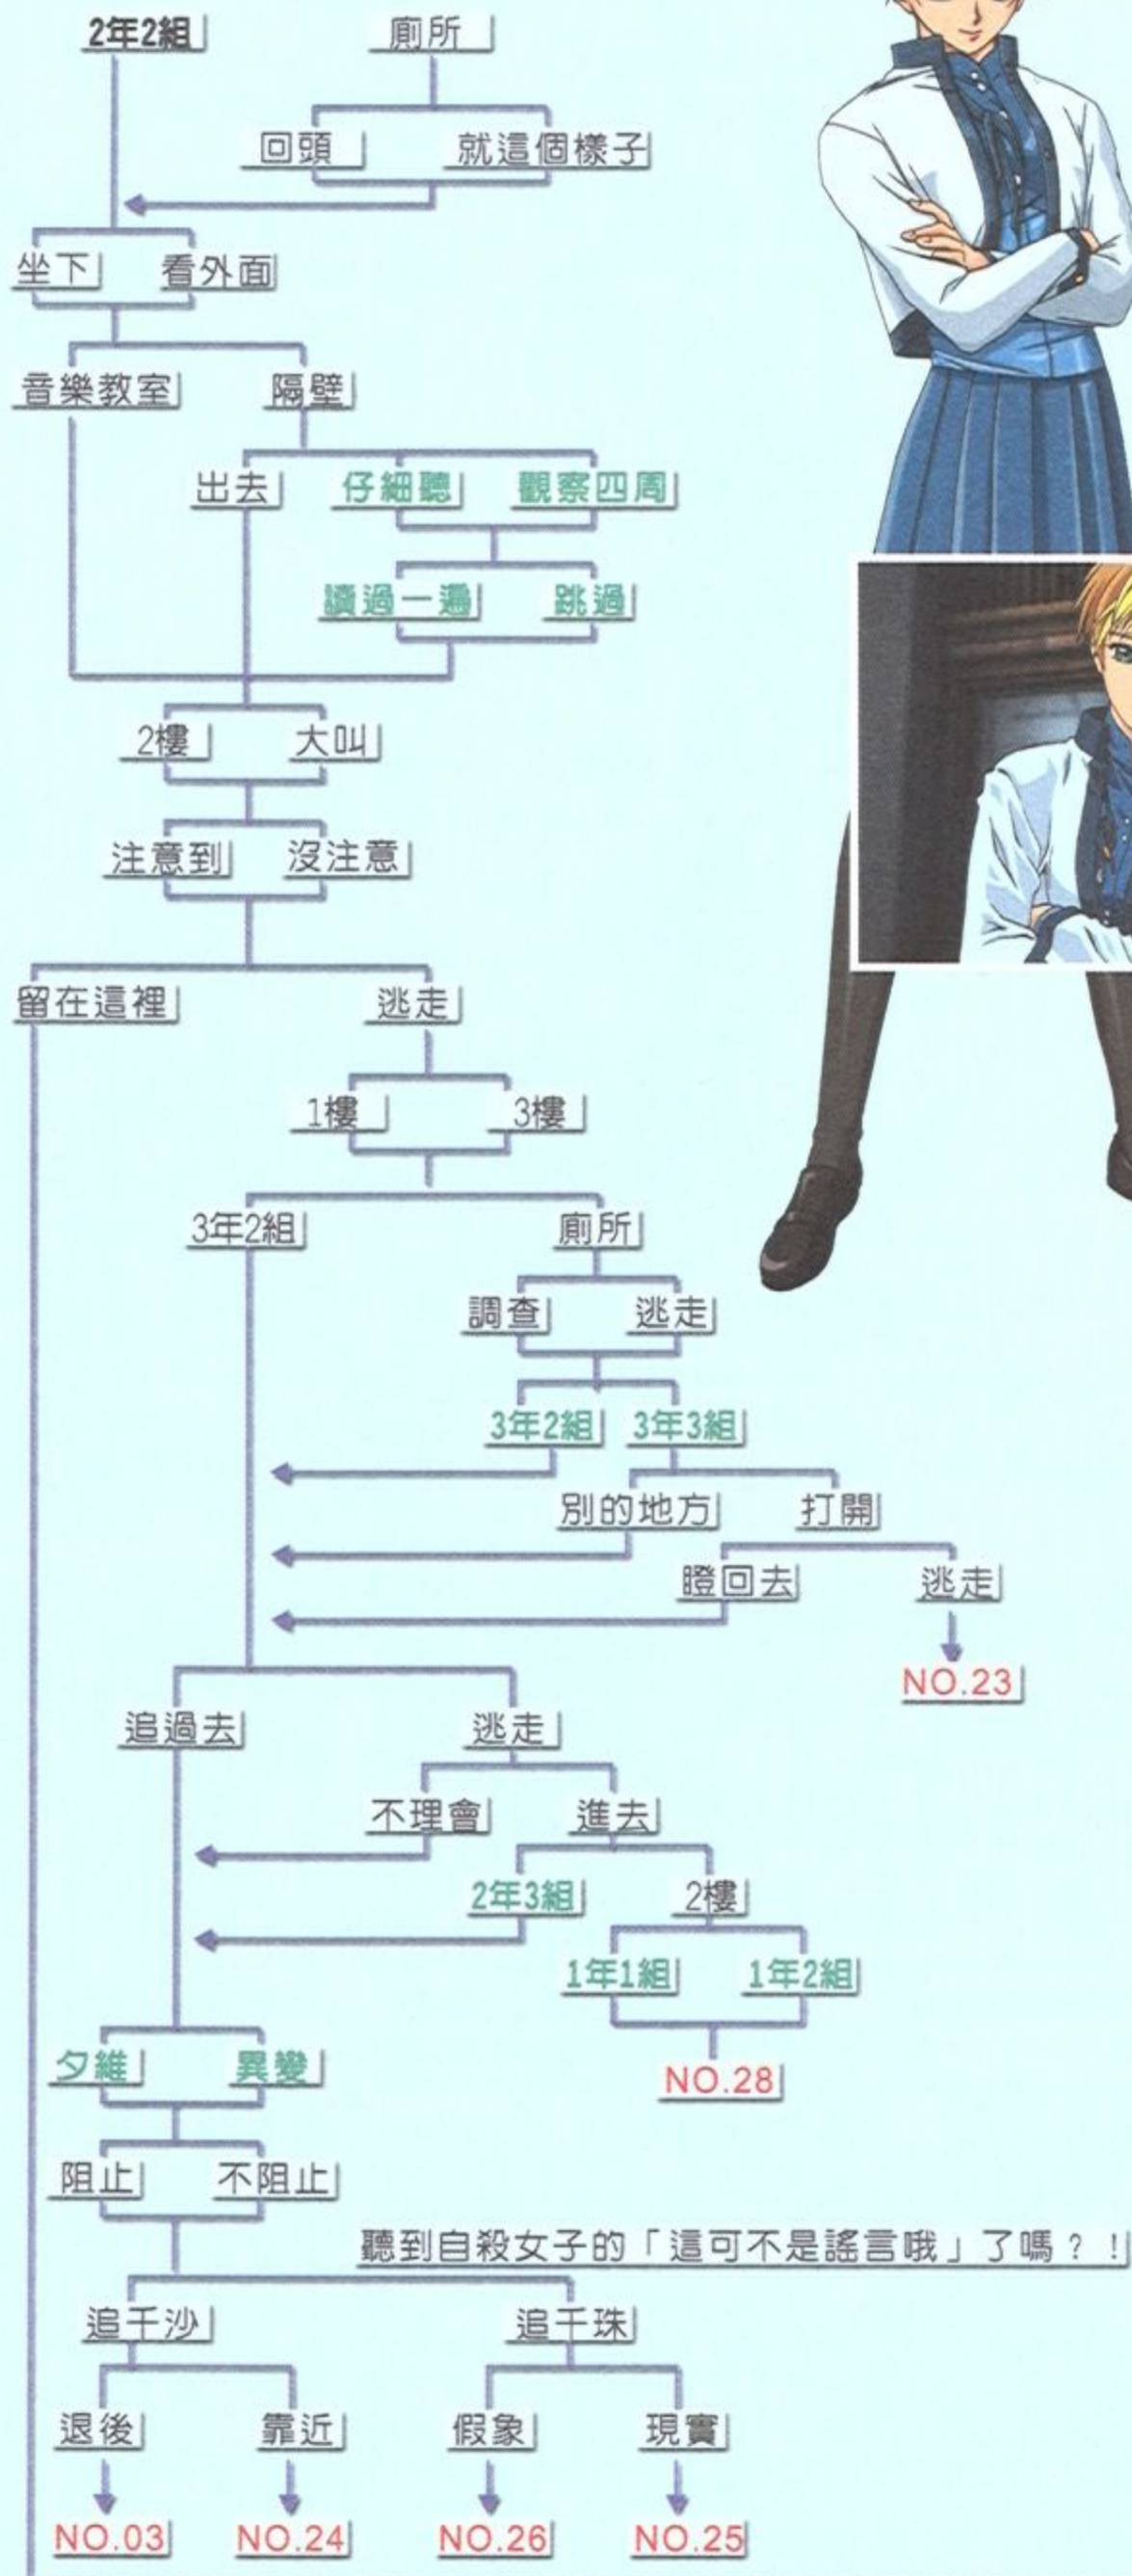 2年2組 廁所
回頭 就這個樣子
坐下 看外面
音樂教室 隔壁
出去 仔細聽 觀察四周
讀過一遍 跳過
2樓 大叫
注意到 沒注意
留在這裡 逃走
1樓 3樓
3年2組 廁所
調查 逃走
3年2組 3年3組
別的地方 打開
瞪回去 逃走
NO.23
追過去 逃走
不理會 進去
2年3組 2樓
1年1組 1年2組
夕維 異變
NO.28
阻止 不阻止
聽到自殺女子的「這可不是謠言哦」了嗎？！
追千沙 追千珠
退後 靠近 假象 現實
NO.03 NO.24 NO.26 NO.25